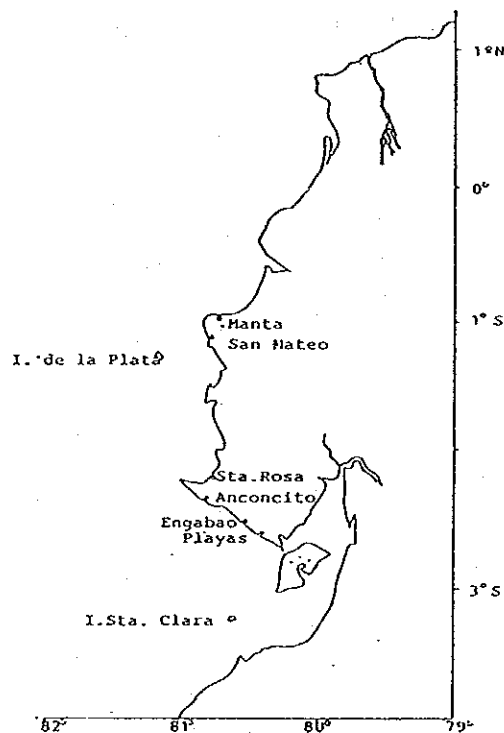 1°N
0°
Manta
1°S
San Mateo
I. de la Plata
Sta.Rosa
Anconcito
Engabao
Playas
3°S
I.Sta. Clara
82°
81°
80°
79°